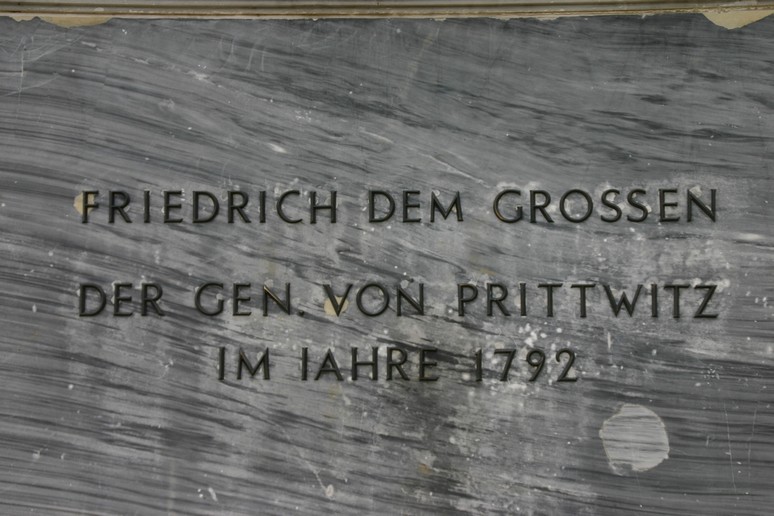 FRIEDRICH DEM GROSSEN
DER GEN. VON PRITTWITZ
IM IAHRE 1792